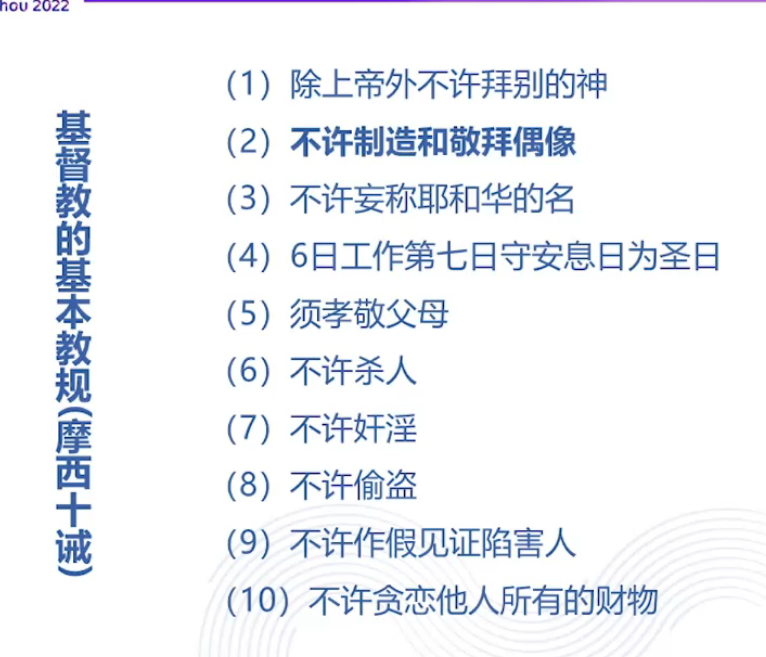 hou 2022
基督教的基本教规(摩西十诫)
(1) 除上帝外不许拜别的神
(2) 不许制造和敬拜偶像
(3) 不许妄称耶和华的名
(4) 6日工作第七日守安息日为圣日
(5) 须孝敬父母
(6) 不许杀人
(7) 不许奸淫
(8) 不许偷盗
(9) 不许作假见证陷害人
(10) 不许贪恋他人所有的财物